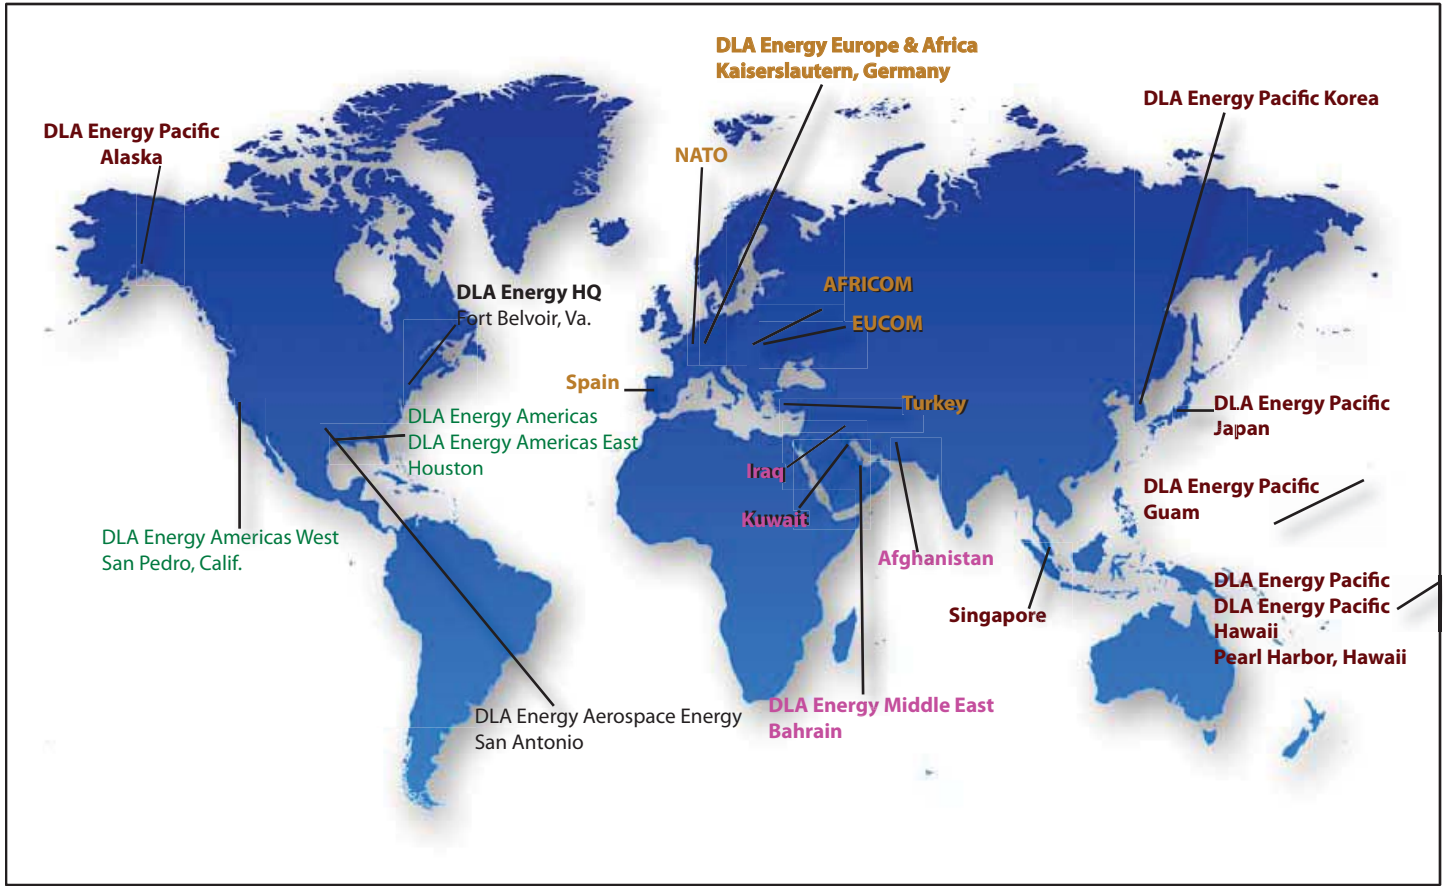 DLA Energy Europe & Africa
Kaiserslautern, Germany
DLA Energy Pacific Korea
DLA Energy Pacific
Alaska
NATO
AFRICOM
DLA Energy HQ
Fort Belvoir, Va.
EUCOM
Spain
Turkey
DLA Energy Pacific
Japan
DLA Energy Americas
DLA Energy Americas East
Houston
Iraq
DLA Energy Pacific
Guam
Kuwait
DLA Energy Americas West
San Pedro, Calif.
Afghanistan
DLA Energy Pacific
DLA Energy Pacific
Hawaii
Pearl Harbor, Hawaii
Singapore
DLA Energy Middle East
Bahrain
DLA Energy Aerospace Energy
San Antonio